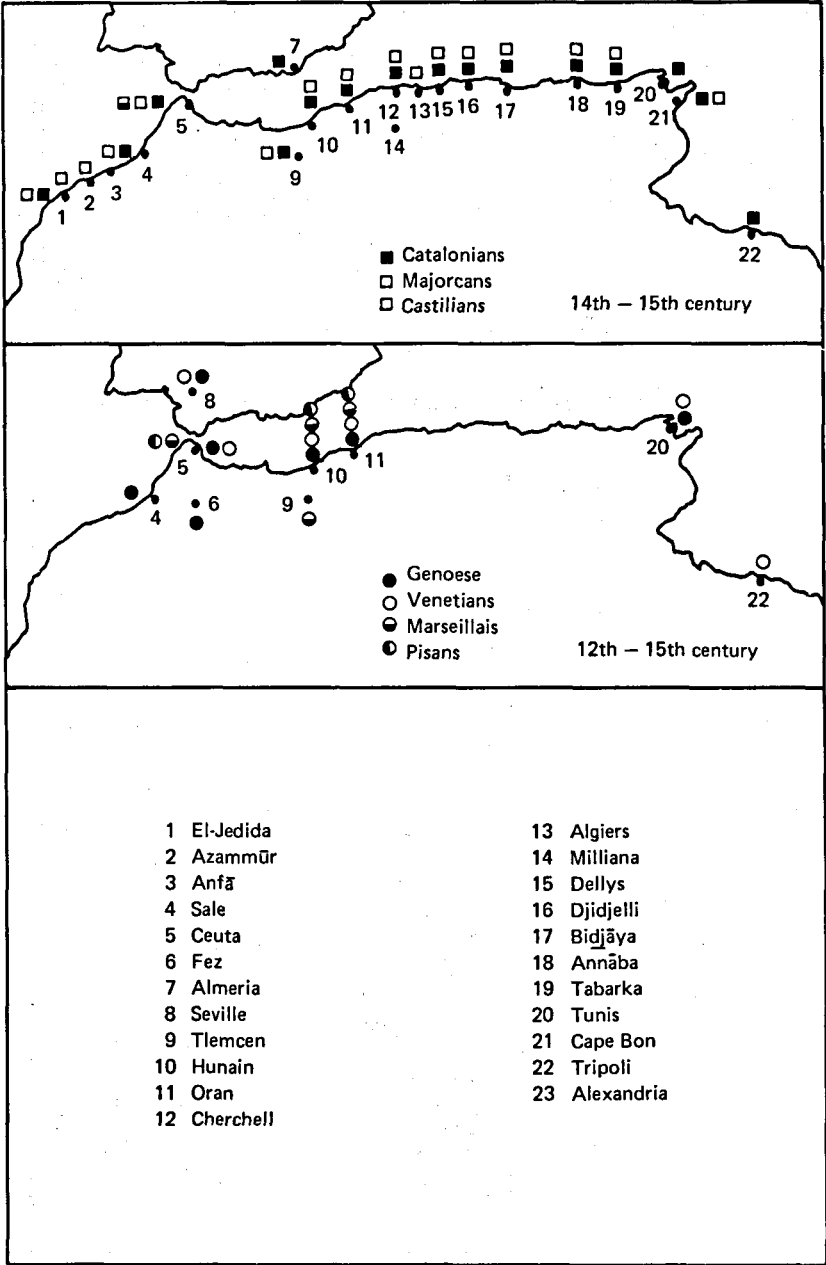 7
5
12 13 15 16 17 18 19 20
21
10 11 14
9
4
3
2
1
22
Catalonians
Majorcans
Castilians 14th – 15th century
8
5 10 11 20
4 6 9
22
Genoese
Venetians
Marseillais
Pisans 12th – 15th century
1 El-Jedida
2 Azammūr
3 Anfā
4 Sale
5 Ceuta
6 Fez
7 Almeria
8 Seville
9 Tlemcen
10 Hunain
11 Oran
12 Cherchell
13 Algiers
14 Milliana
15 Dellys
16 Djidjelli
17 Bidjāya
18 Annāba
19 Tabarka
20 Tunis
21 Cape Bon
22 Tripoli
23 Alexandria